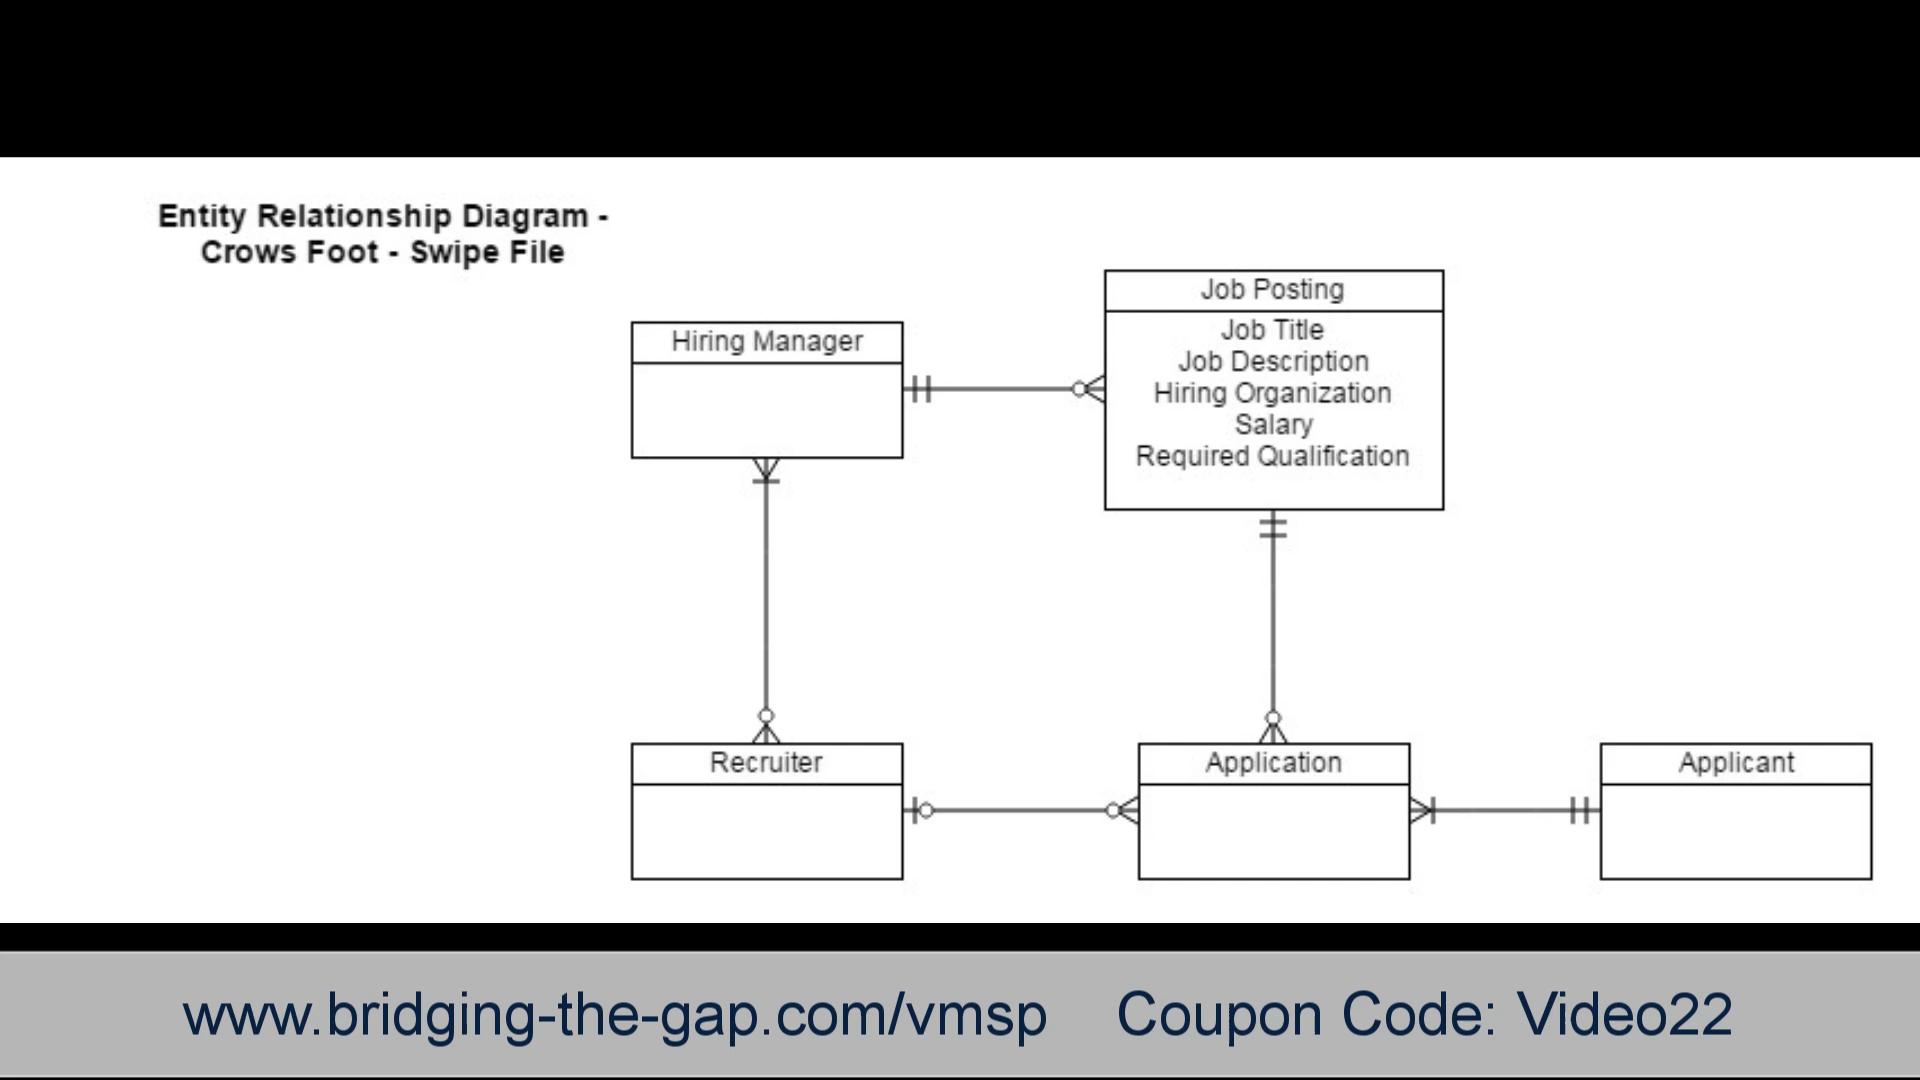 Entity Relationship Diagram -
Crows Foot - Swipe File
Job Posting
Job Title
Job Description
Hiring Organization
Salary
Required Qualification
Hiring Manager
Recruiter
Application
Applicant
www.bridging-the-gap.com/vmsp Coupon Code: Video22